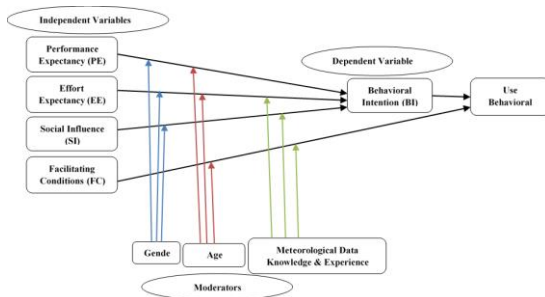 Independent Variables
Performance
Expectancy (PE)
Effort
Expectancy (EE)
Social Influence
(SI)
Facilitating
Conditions (FC)
Dependent Variable
Behavioral
Intention (BI)
Use
Behavioral
Gende
Age
Meteorological Data
Knowledge & Experience
Moderators